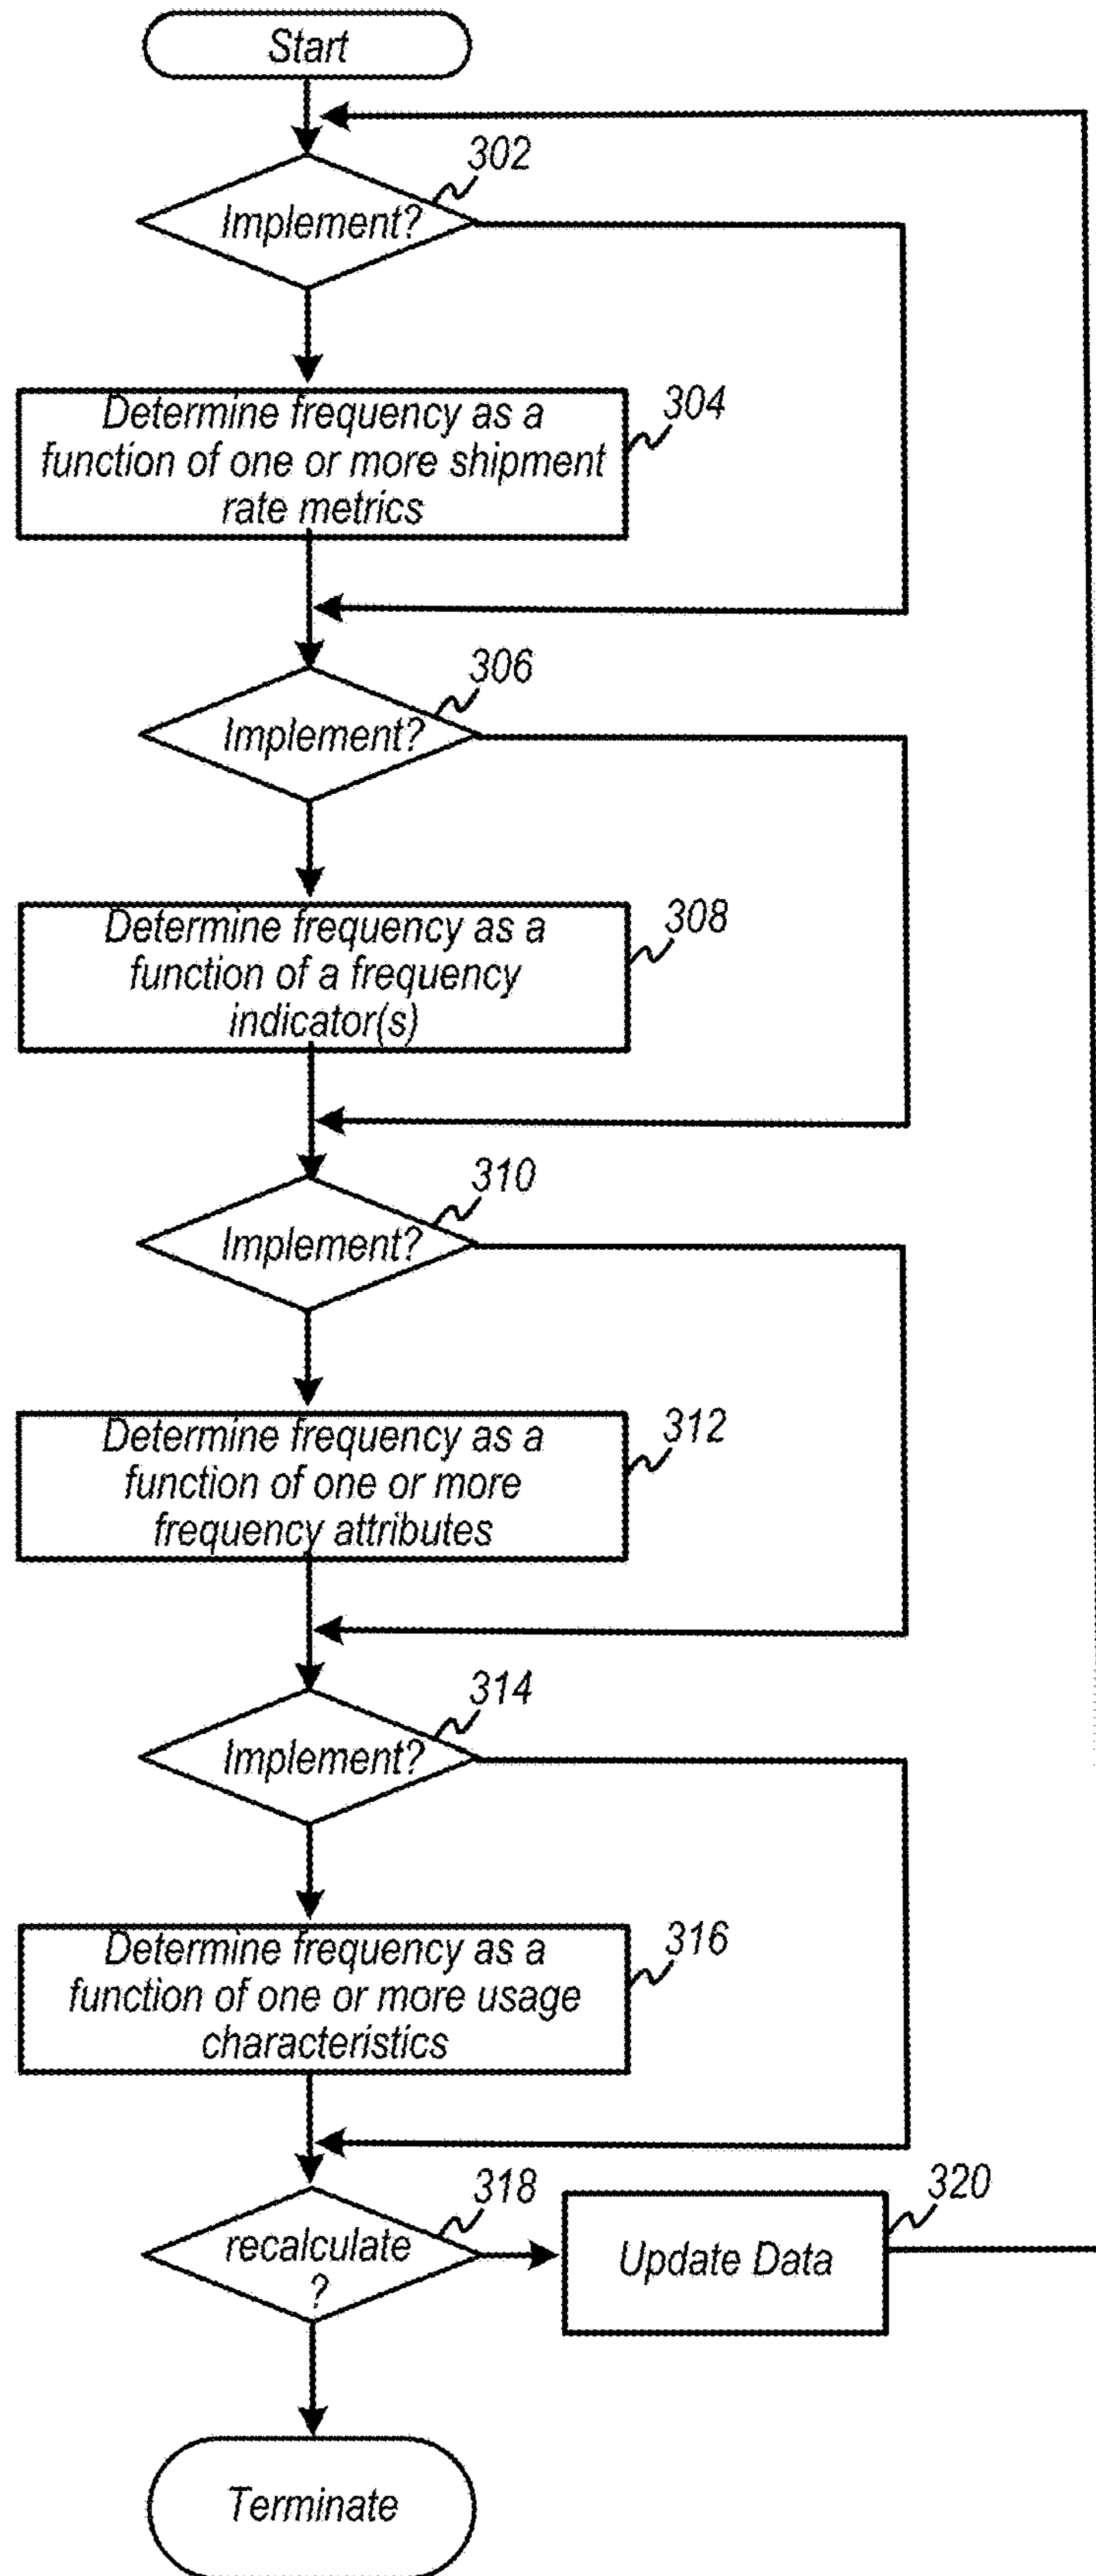 Start
302
Implement?
304
Determine frequency as a
function of one or more shipment
rate metrics
306
Implement?
308
Determine frequency as a
function of a frequency
indicator(s)
310
Implement?
312
Determine frequency as a
function of one or more
frequency attributes
314
Implement?
316
Determine frequency as a
function of one or more usage
characteristics
318
recalculate
?
320
Update Data
Terminate